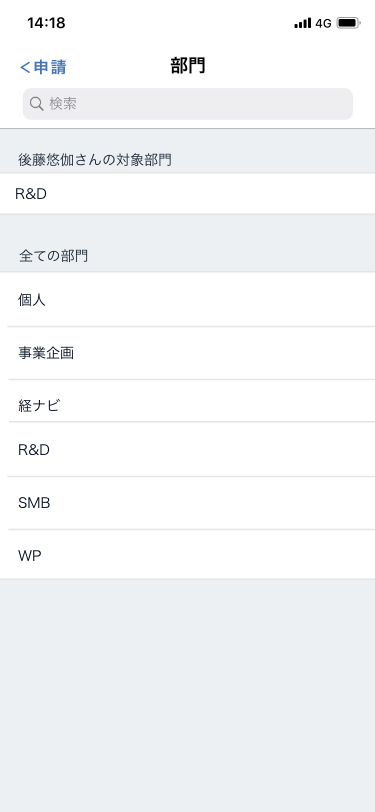 14:18
4G
<申請
部門
検索
後藤悠伽さんの対象部門
R&D
全ての部門
個人
事業企画
経ナビ
R&D
SMB
WP